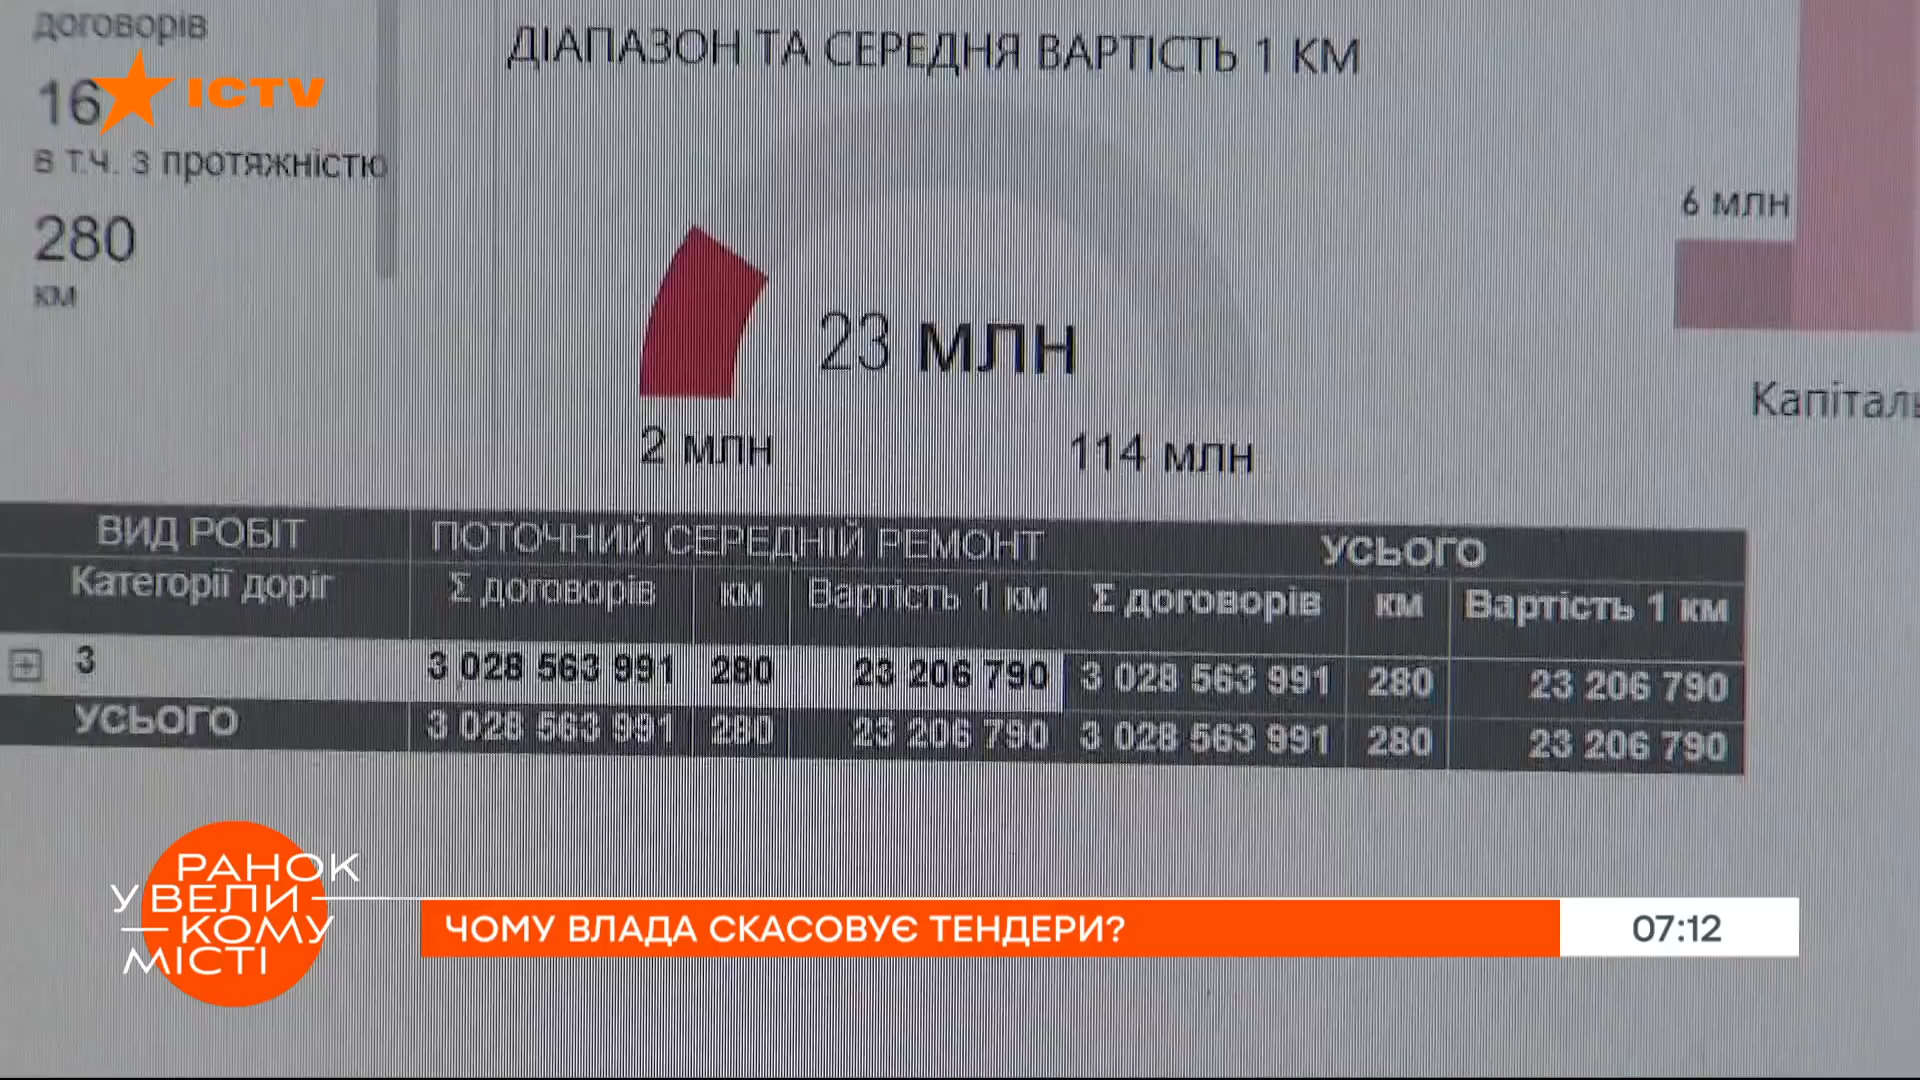 договорів
16
в т.ч. з протяжністю
280
км
ICTV
ДІАПАЗОН ТА СЕРЕДНЯ ВАРТІСТЬ 1 КМ
23 млн
2 млн
114 млн
6 млн
ВИД РОБІТ ПОТОЧНИЙ СЕРЕДНІЙ РЕМОНТ УСЬОГО
Категорії доріг Σ договорів км Вартість 1 км Σ договорів км Вартість 1 км
3 3 028 563 991 280 23 206 790 3 028 563 991 280 23 206 790
УСЬОГО 3 028 563 991 280 23 206 790 3 028 563 991 280 23 206 790
РАНОК
У ВЕЛИ
КОМУ
МІСТІ
ЧОМУ ВЛАДА СКАСОВУЄ ТЕНДЕРИ?
07:12